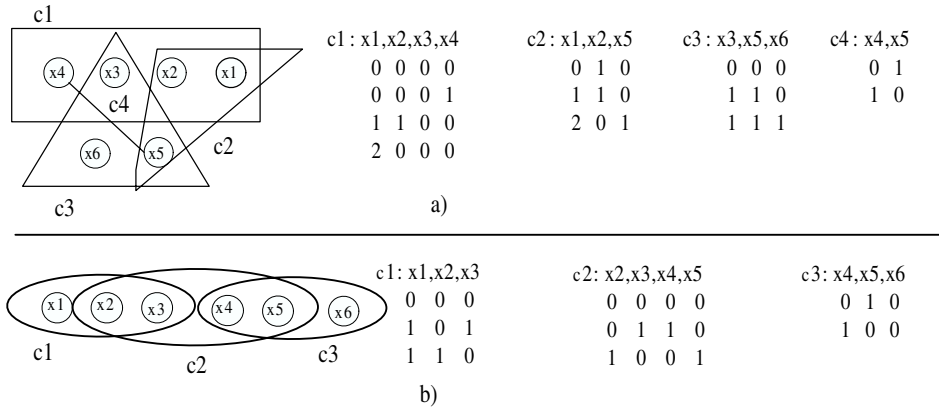 c1
x4 x3 x2 x1
c4
c2
x6 x5
c3
c1 : x1,x2,x3,x4
0 0 0 0
0 0 0 1
1 1 0 0
2 0 0 0
c2: x1,x2,x5
0 1 0
1 1 0
2 0 1
c3: x3,x5,x6
0 0 0
1 1 0
1 1 1
c4: x4,x5
0 1
1 0
a)
x1 x2 x3 x4 x5 x6
c1
c2
c3
c1: x1,x2,x3
0 0 0
1 0 1
1 1 0
c2: x2,x3,x4,x5
0 0 0 0
0 1 1 0
1 0 0 1
c3: x4,x5,x6
0 1 0
1 0 0
b)